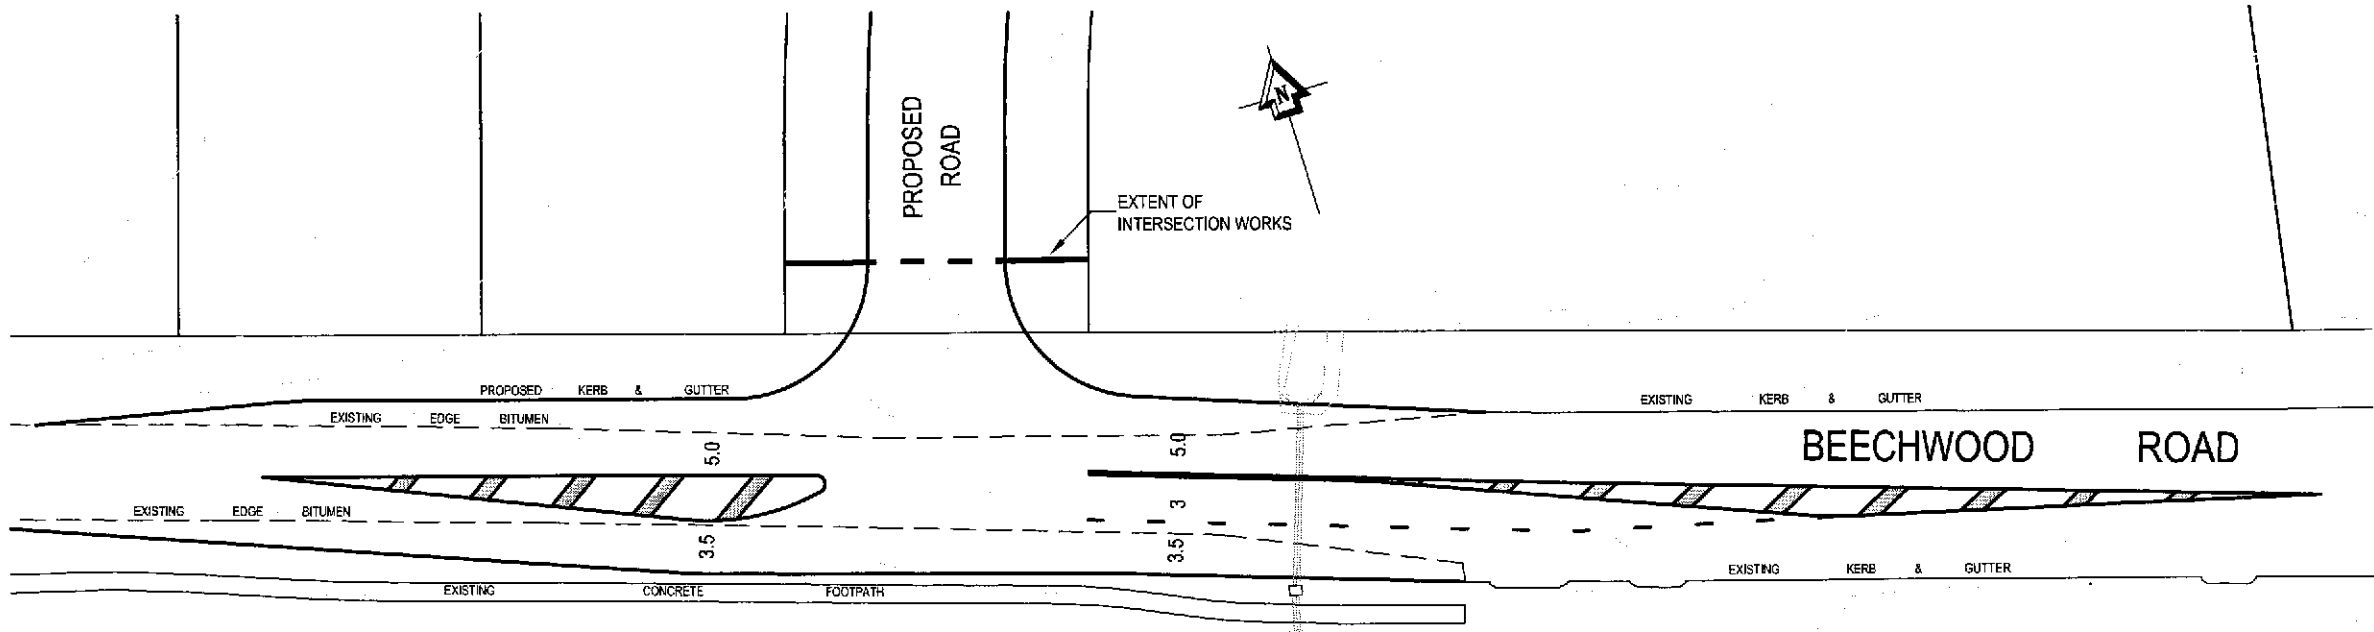 PROPOSED
ROAD
N
EXTENT OF
INTERSECTION WORKS
PROPOSED KERB & GUTTER
EXISTING KERB & GUTTER
EXISTING EDGE BITUMEN
5.0
5.0
BEECHWOOD ROAD
3
EXISTING EDGE BITUMEN
3.5
3.5
EXISTING KERB & GUTTER
EXISTING CONCRETE FOOTPATH